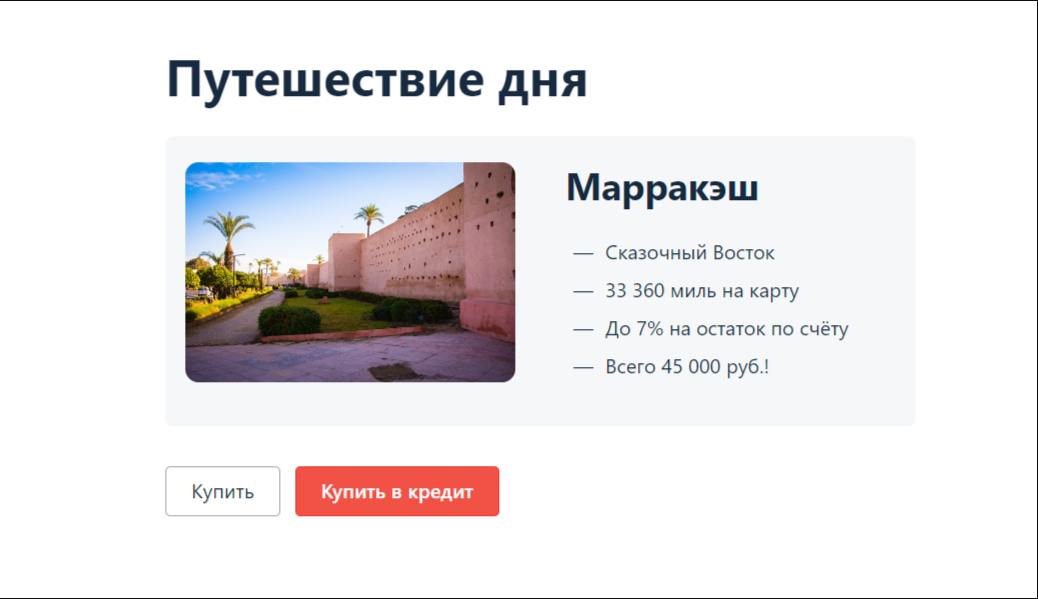 Путешествие дня
Марракэш
— Сказочный Восток
— 33 360 миль на карту
— До 7% на остаток по счёту
— Всего 45 000 руб.!
Купить
Купить в кредит